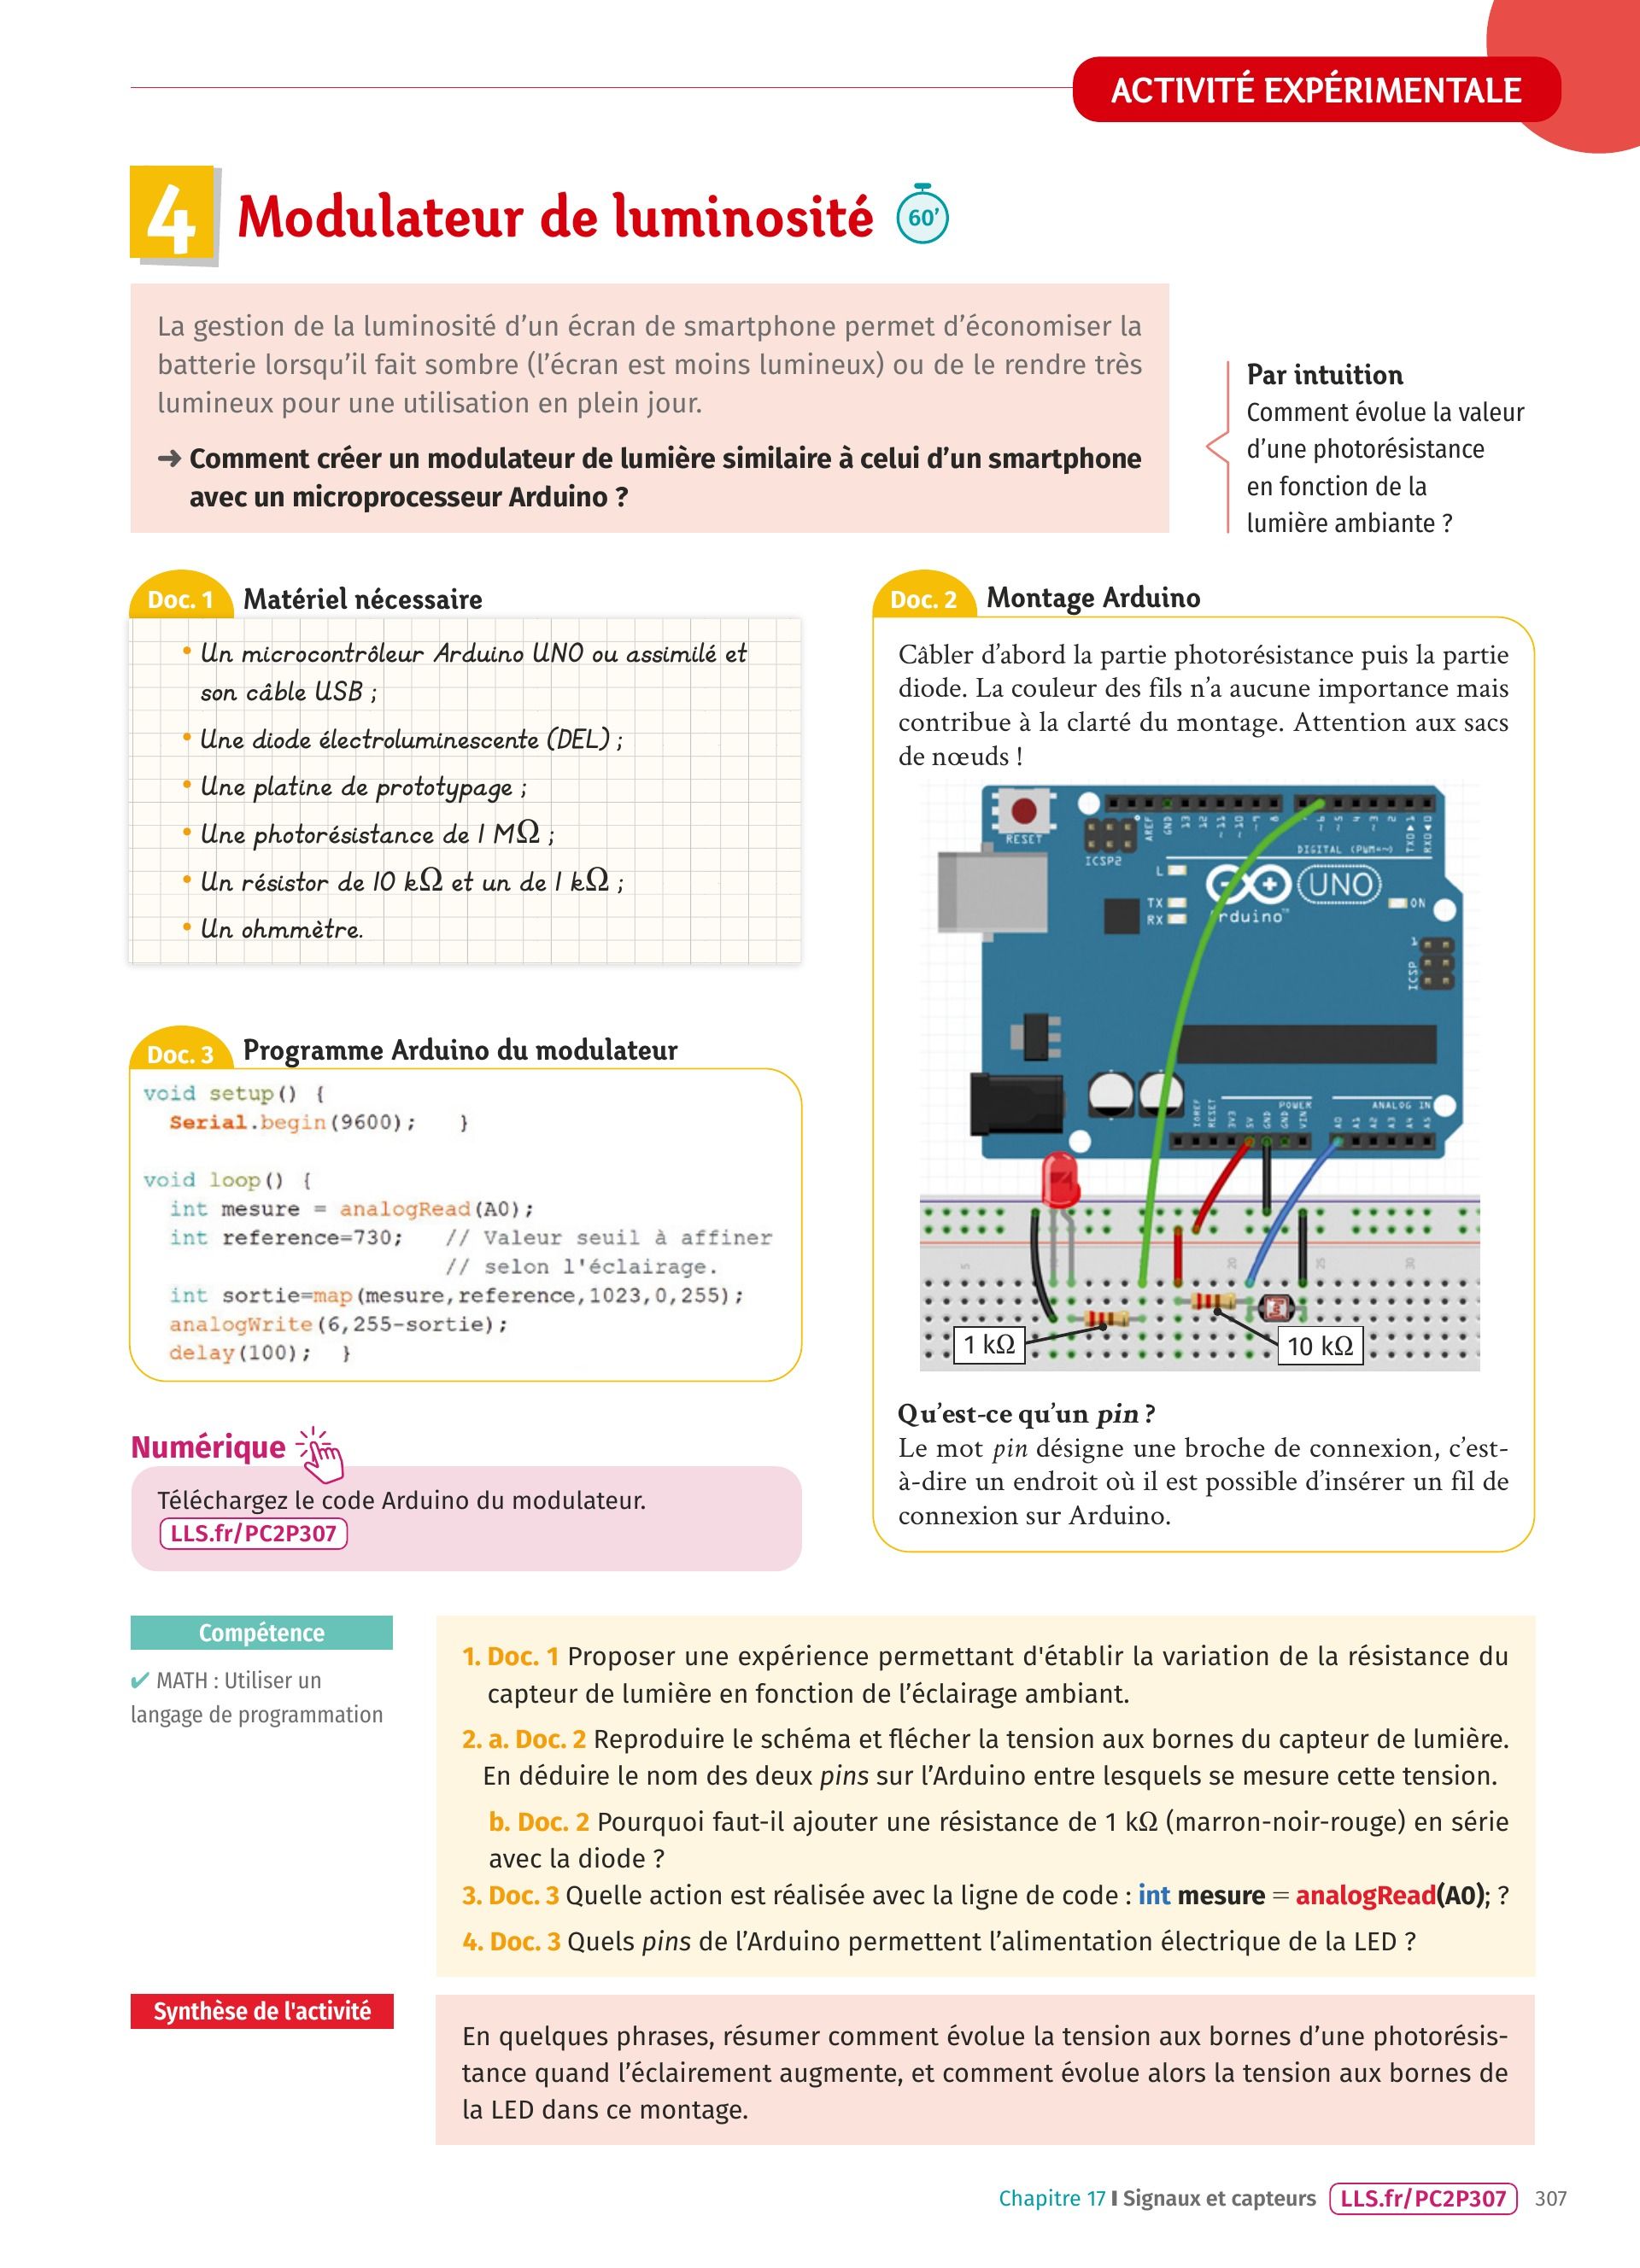 ACTIVITÉ EXPÉRIMENTALE
4
Modulateur de luminosité
60'
La gestion de la luminosité d'un écran de smartphone permet d'économiser la
batterie lorsqu'il fait sombre (l'écran est moins lumineux) ou de le rendre très
lumineux pour une utilisation en plein jour.
➜ Comment créer un modulateur de lumière similaire à celui d'un smartphone
avec un microprocesseur Arduino ?
Par intuition
Comment évolue la valeur
d'une photorésistance
en fonction de la
lumière ambiante ?
Doc. 1 Matériel nécessaire
• Un microcontrôleur Arduino UNO ou assimilé et
son câble USB ;
• Une diode électroluminescente (DEL) ;
• Une platine de prototypage ;
• Une photorésistance de 1 MΩ ;
• Un résistor de 10 kΩ et un de 1 kΩ ;
• Un ohmmètre.
Doc. 3 Programme Arduino du modulateur
void setup() {
Serial.begin(9600); }
void loop() {
int mesure = analogRead(A0);
int reference=730; // Valeur seuil à affiner
// selon l'éclairage.
int sortie=map(mesure,reference,1023,0,255);
analogWrite(6,255-sortie);
delay(100); }
Numérique
Téléchargez le code Arduino du modulateur.
LLS.fr/PC2P307
Doc. 2 Montage Arduino
Câbler d'abord la partie photorésistance puis la partie
diode. La couleur des fils n'a aucune importance mais
contribue à la clarté du montage. Attention aux sacs
de nœuds !
RESET
ICSP2
AREF
GND
13
12
~11
~10
~9
8
~6
~5
4
~3
2
TXD▶1
RXD◀0
DIGITAL (PWM=~)
L
TX
RX
UNO
rduino™
ON
1
ICSP
IOREF
RESET
3V3
5V
GND
GND
VIN
POWER
ANALOG IN
A0
A1
A2
A3
A4
A5
5
20
25
30
1 kΩ
10 kΩ
Qu'est-ce qu'un pin ?
Le mot pin désigne une broche de connexion, c'est-
à-dire un endroit où il est possible d'insérer un fil de
connexion sur Arduino.
Compétence
✔ MATH : Utiliser un
langage de programmation
1. Doc. 1 Proposer une expérience permettant d'établir la variation de la résistance du
capteur de lumière en fonction de l'éclairage ambiant.
2. a. Doc. 2 Reproduire le schéma et flécher la tension aux bornes du capteur de lumière.
En déduire le nom des deux pins sur l'Arduino entre lesquels se mesure cette tension.
b. Doc. 2 Pourquoi faut-il ajouter une résistance de 1 kΩ (marron-noir-rouge) en série
avec la diode ?
3. Doc. 3 Quelle action est réalisée avec la ligne de code : int mesure = analogRead(A0); ?
4. Doc. 3 Quels pins de l'Arduino permettent l'alimentation électrique de la LED ?
Synthèse de l'activité
En quelques phrases, résumer comment évolue la tension aux bornes d'une photorésis-
tance quand l'éclairement augmente, et comment évolue alors la tension aux bornes de
la LED dans ce montage.
Chapitre 17 I Signaux et capteurs LLS.fr/PC2P307 307